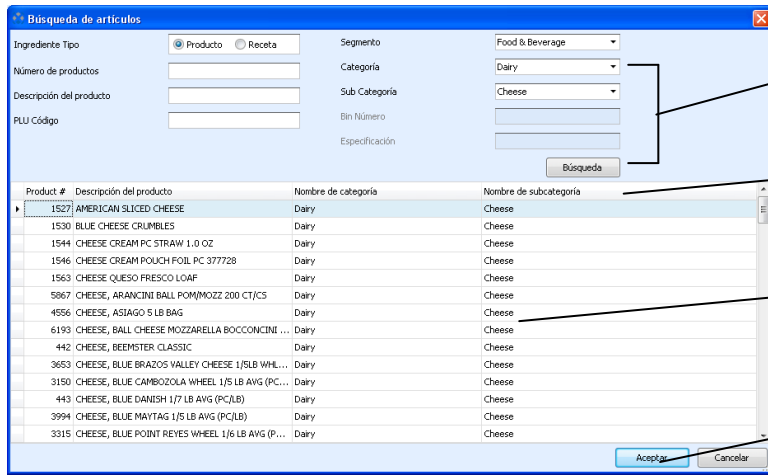 Búsqueda de artículos
Ingrediente Tipo Producto Receta Segmento Food & Beverage
Número de productos Categoría Dairy
Descripción del producto Sub Categoría Cheese
PLU Código Bin Número
Especificación
Búsqueda
Product # Descripción del producto Nombre de categoría Nombre de subcategoría
1527 AMERICAN SLICED CHEESE Dairy Cheese
1530 BLUE CHEESE CRUMBLES Dairy Cheese
1544 CHEESE CREAM PC STRAW 1.0 OZ Dairy Cheese
1546 CHEESE CREAM POUCH FOIL PC 377728 Dairy Cheese
1563 CHEESE QUESO FRESCO LOAF Dairy Cheese
5867 CHEESE, ARANCINI BALL POM/MOZZ 200 CT/CS Dairy Cheese
4556 CHEESE, ASIAGO 5 LB BAG Dairy Cheese
6193 CHEESE, BALL CHEESE MOZZARELLA BOCCONCINI ... Dairy Cheese
442 CHEESE, BEEMSTER CLASSIC Dairy Cheese
3653 CHEESE, BLUE BRAZOS VALLEY CHEESE 1/5LB WHL... Dairy Cheese
3150 CHEESE, BLUE CAMBOZOLA WHEEL 1/5 LB AVG (PC... Dairy Cheese
443 CHEESE, BLUE DANISH 1/7 LB AVG (PC/LB) Dairy Cheese
3994 CHEESE, BLUE MAYTAG 1/5 LB AVG (PC/LB) Dairy Cheese
3315 CHEESE, BLUE POINT REYES WHEEL 1/6 LB AVG (P... Dairy Cheese
Aceptar Cancelar